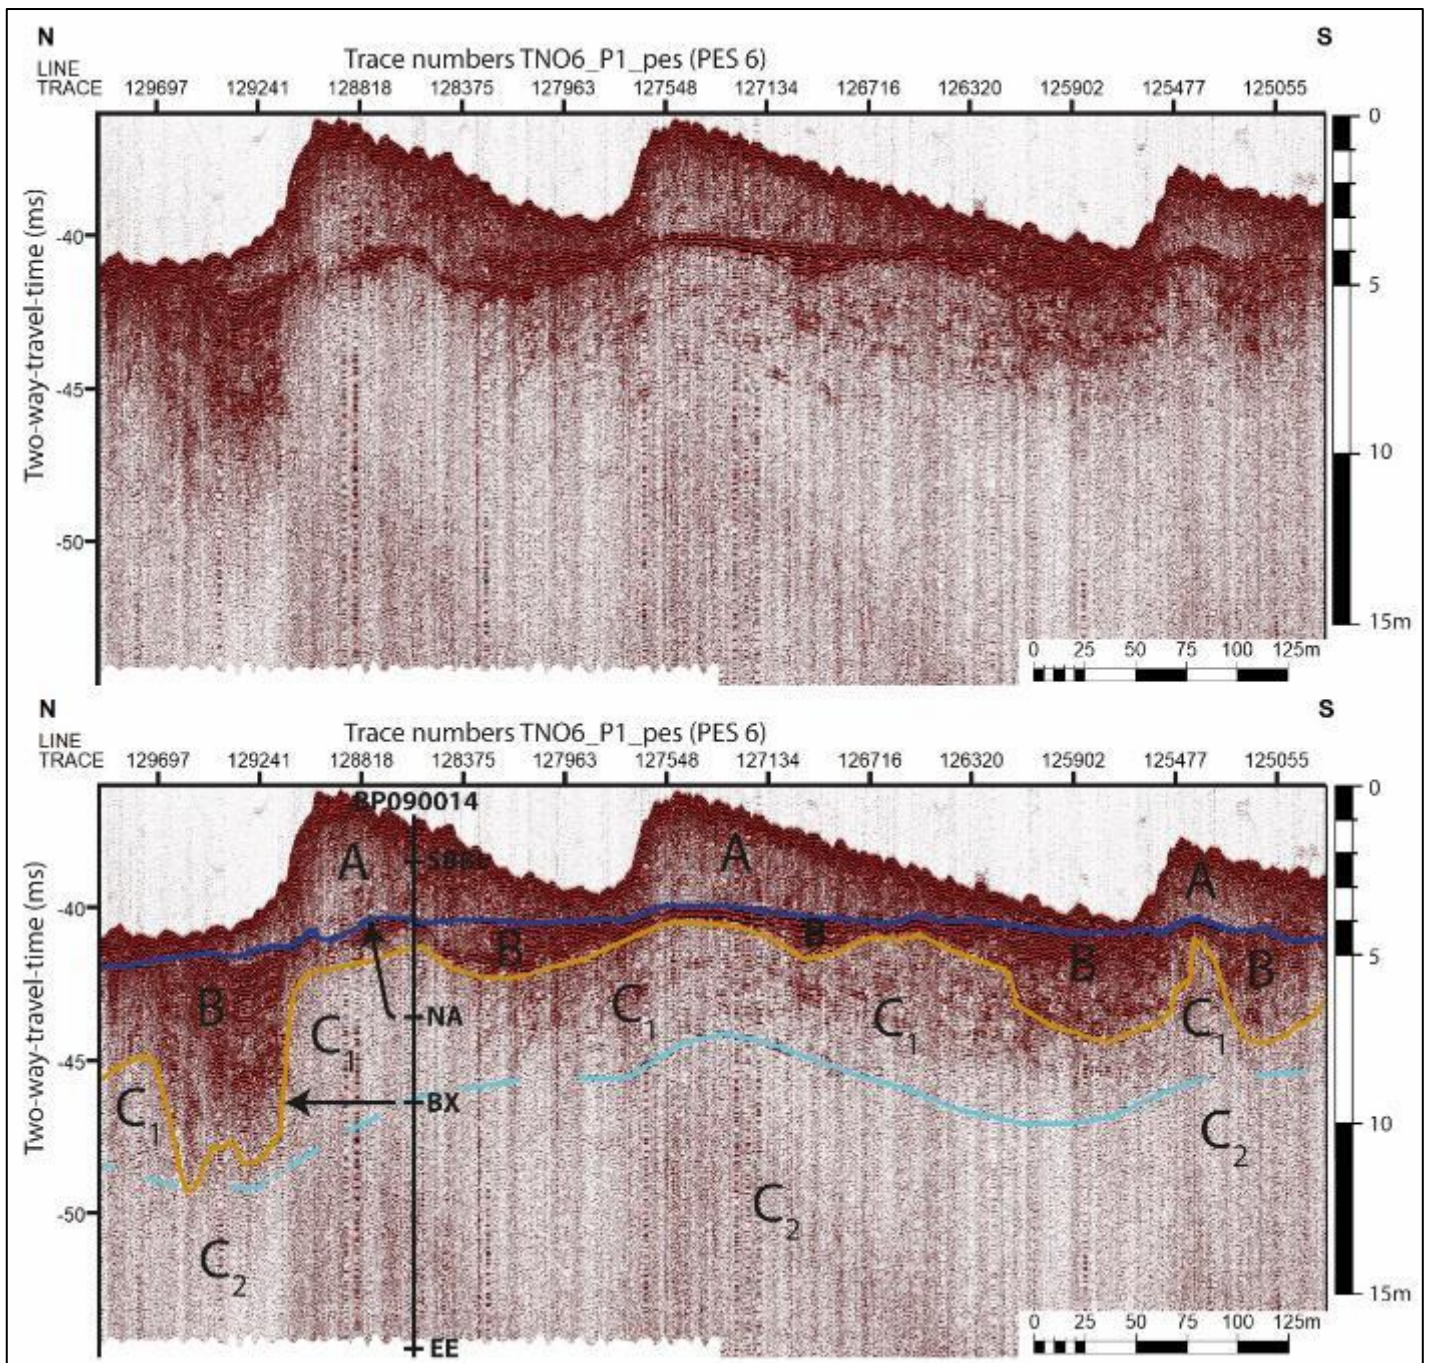 N S
Trace numbers TNO6_P1_pes (PES 6)
LINE
TRACE 129697 129241 128818 128375 127963 127548 127134 126716 126320 125902 125477 125055
0
-40
5
-45
10
-50
15m
Two-way-travel-time (ms)
0 25 50 75 100 125m
N S
Trace numbers TNO6_P1_pes (PES 6)
LINE
TRACE 129697 129241 128818 128375 127963 127548 127134 126716 126320 125902 125477 125055
0
BP090014
A A A
-40
B B B B B
5
C1 C1 C1 C1
NA
-45
C1
BX
10
C2
-50
C2
C2
15m
EE
Two-way-travel-time (ms)
0 25 50 75 100 125m